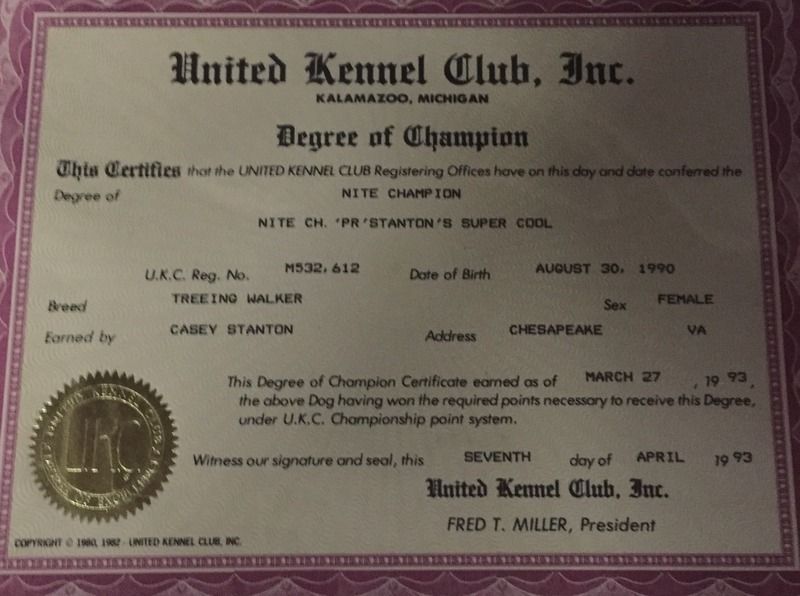 United Kennel Club, Inc.
KALAMAZOO, MICHIGAN
Degree of Champion
This Certifies that the UNITED KENNEL CLUB Registering Offices have on this day and date conferred the
Degree of NITE CHAMPION
NITE CH. 'PR'STANTON'S SUPER COOL
U.K.C. Reg. No. M532,612 Date of Birth AUGUST 30, 1990
Breed TREEING WALKER Sex FEMALE
Earned by CASEY STANTON Address CHESAPEAKE VA
This Degree of Champion Certificate earned as of MARCH 27, 1993,
the above Dog having won the required points necessary to receive this Degree,
under U.K.C. Championship point system.
Witness our signature and seal, this SEVENTH day of APRIL 1993
United Kennel Club, Inc.
FRED T. MILLER, President
UKC
COPYRIGHT © 1980, 1982 - UNITED KENNEL CLUB, INC.